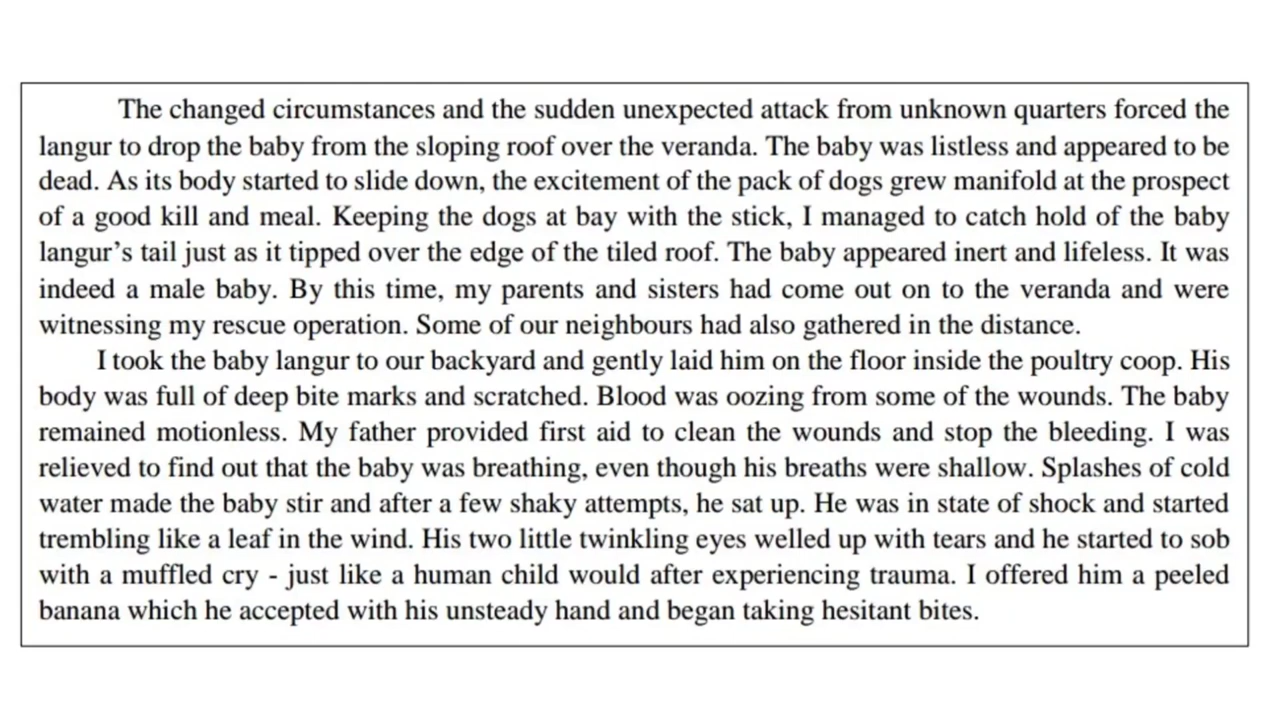 The changed circumstances and the sudden unexpected attack from unknown quarters forced the
langur to drop the baby from the sloping roof over the veranda. The baby was listless and appeared to be
dead. As its body started to slide down, the excitement of the pack of dogs grew manifold at the prospect
of a good kill and meal. Keeping the dogs at bay with the stick, I managed to catch hold of the baby
langur’s tail just as it tipped over the edge of the tiled roof. The baby appeared inert and lifeless. It was
indeed a male baby. By this time, my parents and sisters had come out on to the veranda and were
witnessing my rescue operation. Some of our neighbours had also gathered in the distance.
I took the baby langur to our backyard and gently laid him on the floor inside the poultry coop. His
body was full of deep bite marks and scratched. Blood was oozing from some of the wounds. The baby
remained motionless. My father provided first aid to clean the wounds and stop the bleeding. I was
relieved to find out that the baby was breathing, even though his breaths were shallow. Splashes of cold
water made the baby stir and after a few shaky attempts, he sat up. He was in state of shock and started
trembling like a leaf in the wind. His two little twinkling eyes welled up with tears and he started to sob
with a muffled cry - just like a human child would after experiencing trauma. I offered him a peeled
banana which he accepted with his unsteady hand and began taking hesitant bites.